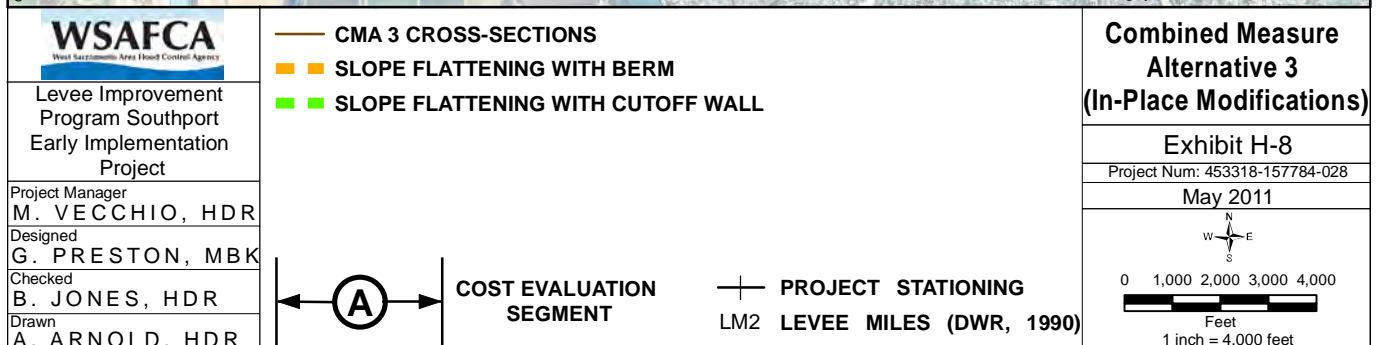 WSAFCA
West Sacramento Area Flood Control Agency
Levee Improvement
Program Southport
Early Implementation
Project
Project Manager
M. VECCHIO, HDR
Designed
G. PRESTON, MBK
Checked
B. JONES, HDR
Drawn
A. ARNOLD, HDR
CMA 3 CROSS-SECTIONS
SLOPE FLATTENING WITH BERM
SLOPE FLATTENING WITH CUTOFF WALL
A
COST EVALUATION
SEGMENT
PROJECT STATIONING
LM2 LEVEE MILES (DWR, 1990)
Combined Measure
Alternative 3
(In-Place Modifications)
Exhibit H-8
Project Num: 453318-157784-028
May 2011
N
W E
S
0 1,000 2,000 3,000 4,000
Feet
1 inch = 4,000 feet